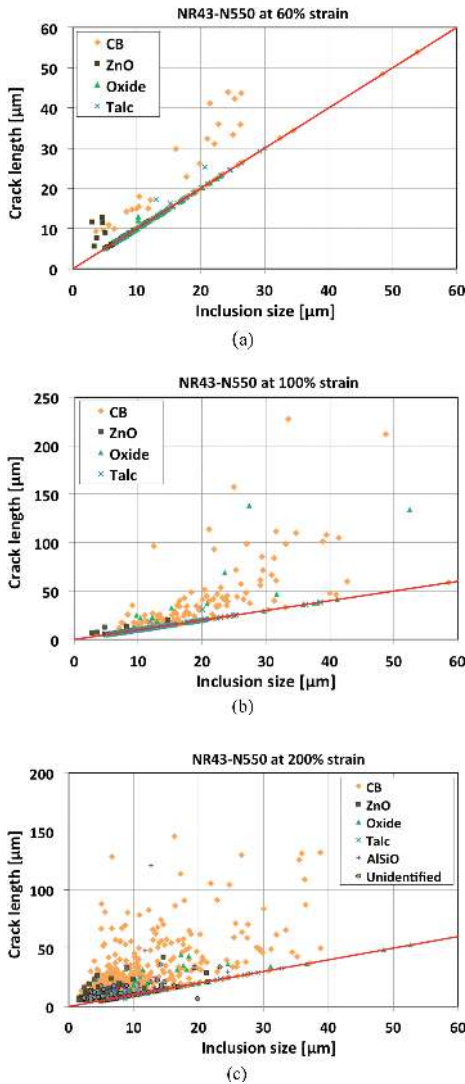 NR43-N550 at 60% strain
60
50
40
30
20
10
0
Crack length [µm]
CB
ZnO
Oxide
Talc
0 10 20 30 40 50 60
Inclusion size [µm]
(a)
NR43-N550 at 100% strain
250
200
150
100
50
0
Crack length [µm]
CB
ZnO
Oxide
Talc
0 10 20 30 40 50 60
Inclusion size [µm]
(b)
NR43-N550 at 200% strain
200
150
100
50
0
Crack length [µm]
CB
ZnO
Oxide
Talc
AlSiO
Unidentified
0 10 20 30 40 50 60
Inclusion size [µm]
(c)